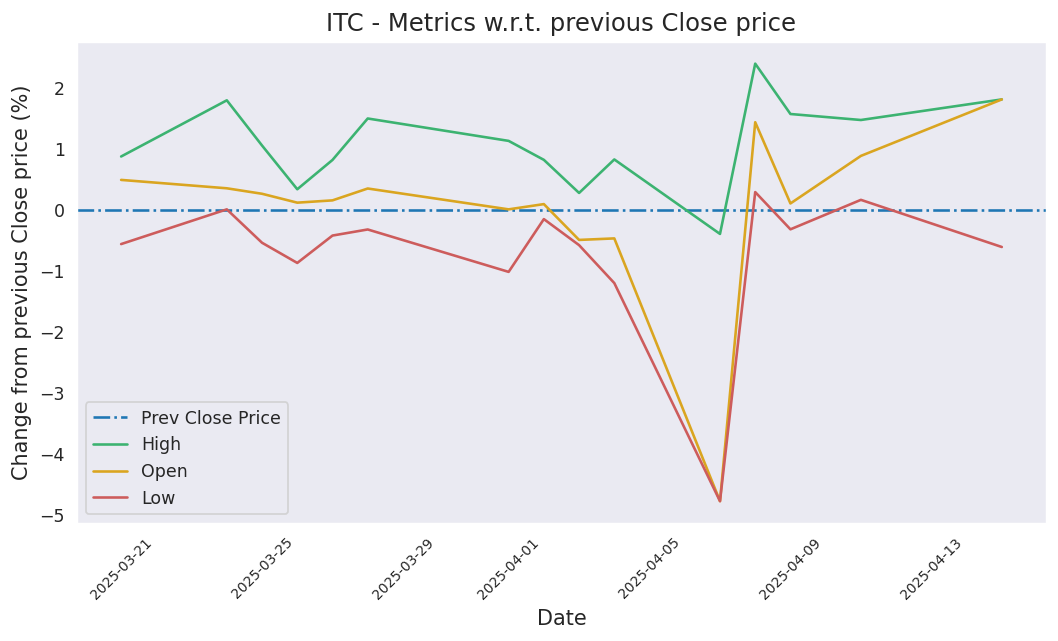 ITC - Metrics w.r.t. previous Close price
Change from previous Close price (%)
2
1
0
−1
−2
−3
−4
−5
Prev Close Price
High
Open
Low
2025-03-21
2025-03-25
2025-03-29
2025-04-01
2025-04-05
2025-04-09
2025-04-13
Date